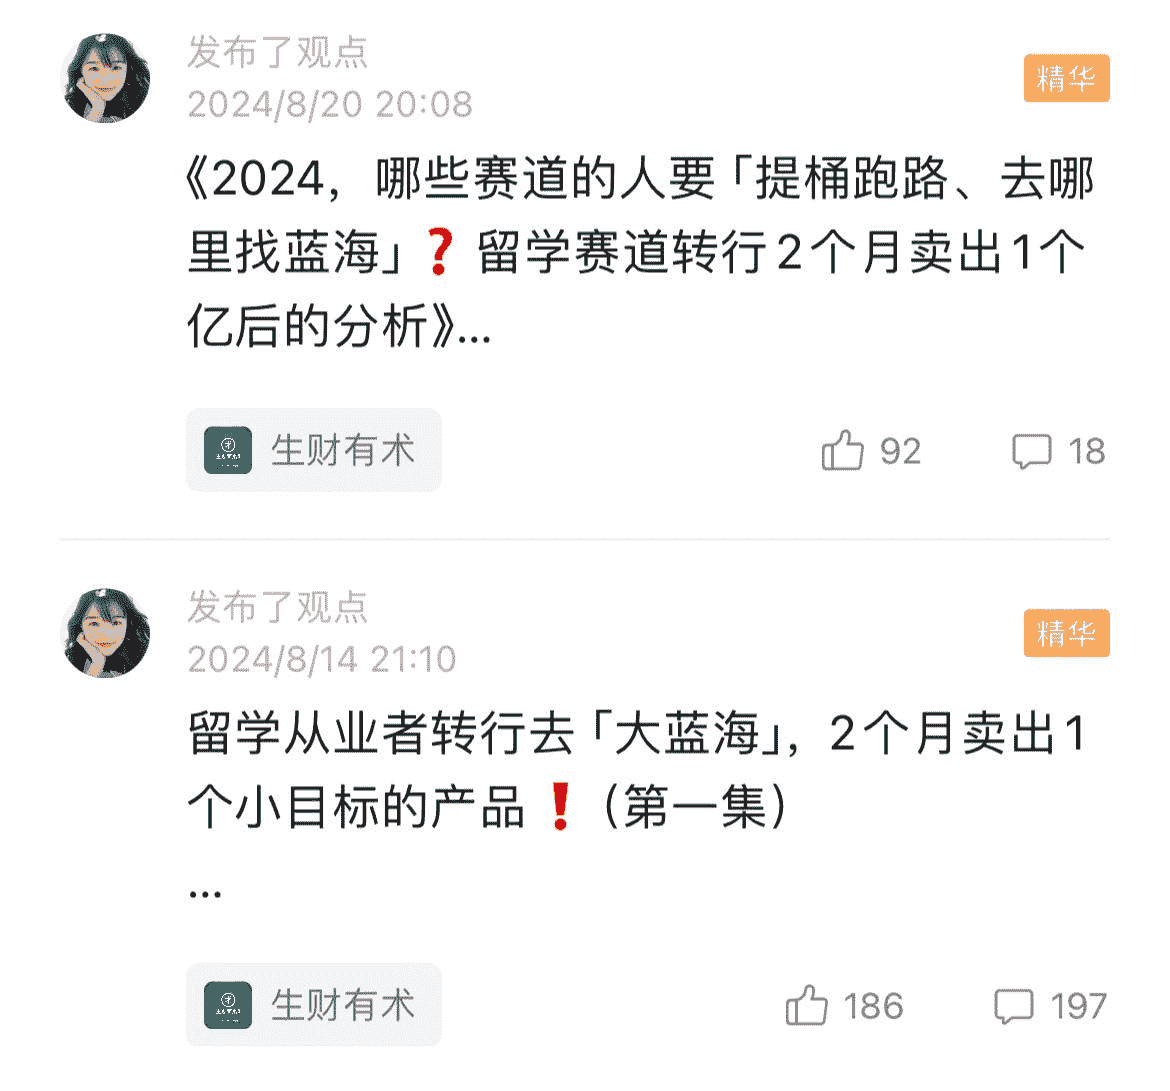 发布了观点
2024/8/20 20:08
精华
《2024，哪些赛道的人要「提桶跑路、去哪
里找蓝海」❓留学赛道转行2个月卖出1个
亿后的分析》...
生财有术
92
18
发布了观点
2024/8/14 21:10
精华
留学从业者转行去「大蓝海」，2个月卖出1
个小目标的产品❗（第一集）
...
生财有术
186
197